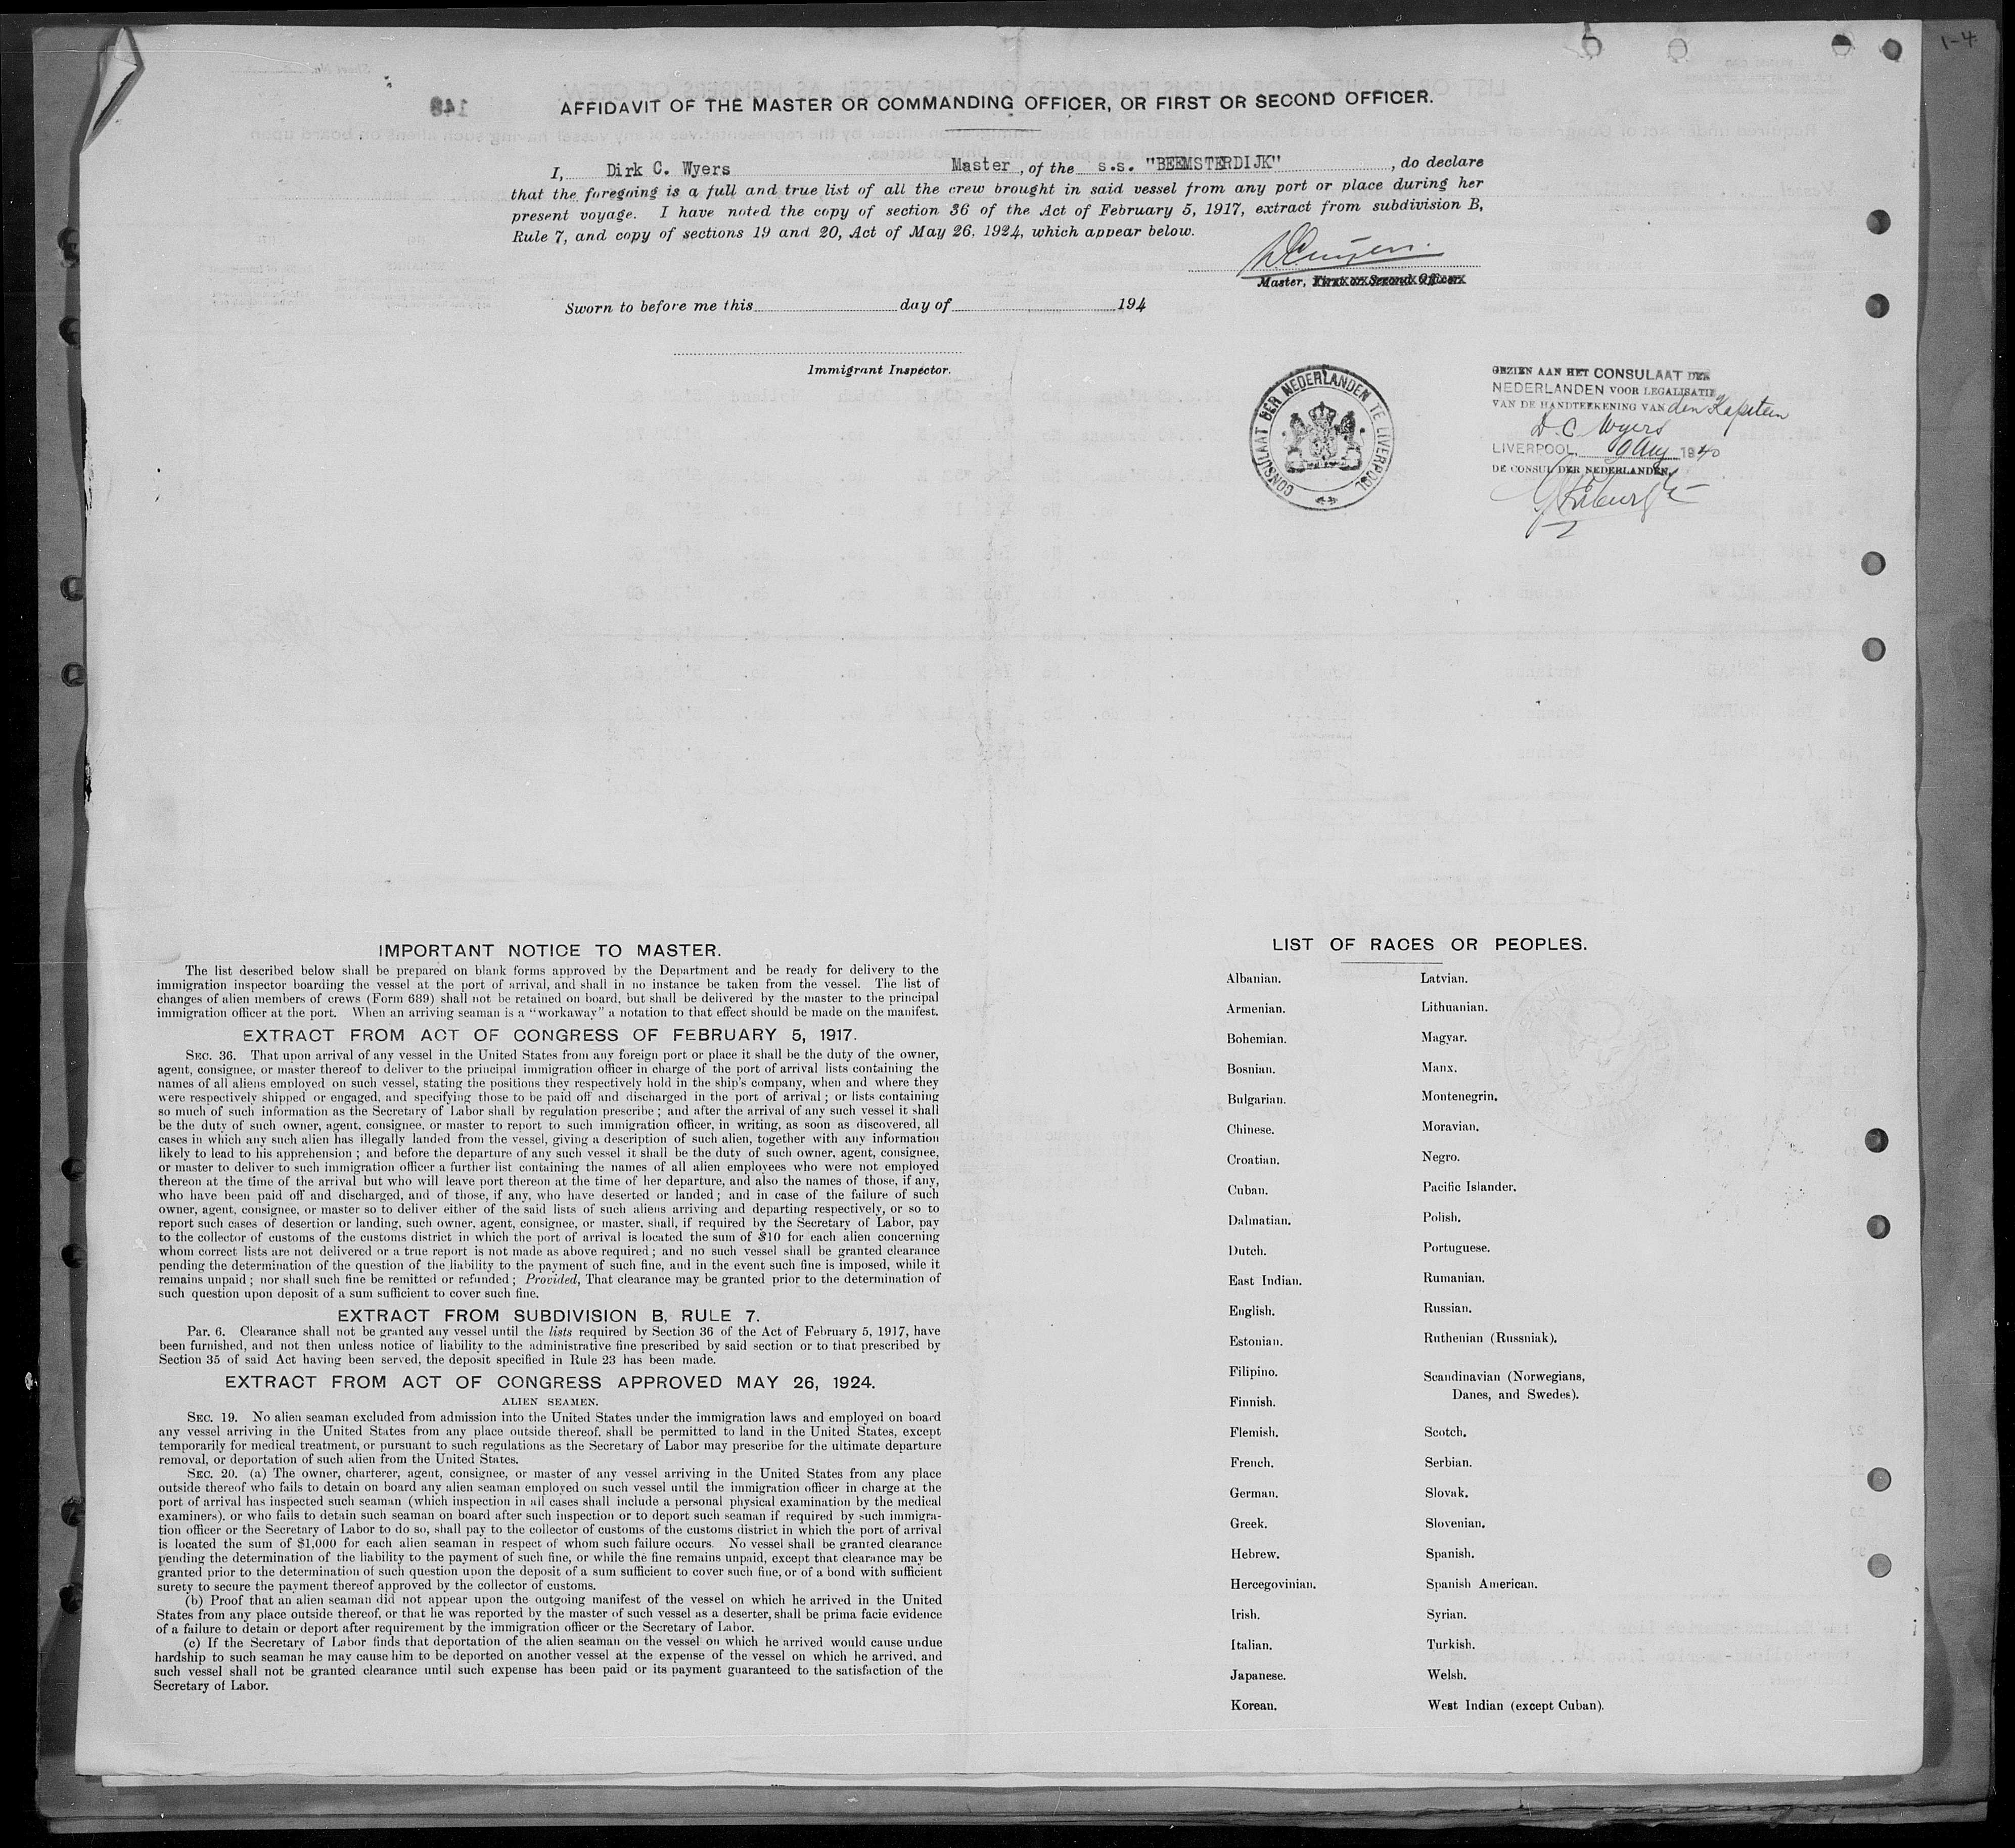 1-4
AFFIDAVIT OF THE MASTER OR COMMANDING OFFICER, OR FIRST OR SECOND OFFICER.
I, Dirk C. Wyers Master, of the s.s. "BEEMSTERDIJK", do declare
that the foregoing is a full and true list of all the crew brought in said vessel from any port or place during her
present voyage. I have noted the copy of section 36 of the Act of February 5, 1917, extract from subdivision B,
Rule 7, and copy of sections 19 and 20, Act of May 26, 1924, which appear below.
Master, First or Second Officer
Sworn to before me this day of 194
Immigrant Inspector.
CONSULAAT DER NEDERLANDEN TE LIVERPOOL
GEZIEN AAN HET CONSULAAT DER
NEDERLANDEN VOOR LEGALISATIE
VAN DE HANDTEEKENING VAN den Kapitein
D.C. Wyers
LIVERPOOL, Aug 1940
DE CONSUL DER NEDERLANDEN,
IMPORTANT NOTICE TO MASTER.
The list described below shall be prepared on blank forms approved by the Department and be ready for delivery to the
immigration inspector boarding the vessel at the port of arrival, and shall in no instance be taken from the vessel. The list of
changes of alien members of crews (Form 689) shall not be retained on board, but shall be delivered by the master to the principal
immigration officer at the port. When an arriving seaman is a "workaway" a notation to that effect should be made on the manifest.
EXTRACT FROM ACT OF CONGRESS OF FEBRUARY 5, 1917.
SEC. 36. That upon arrival of any vessel in the United States from any foreign port or place it shall be the duty of the owner,
agent, consignee, or master thereof to deliver to the principal immigration officer in charge of the port of arrival lists containing the
names of all aliens employed on such vessel, stating the positions they respectively hold in the ship's company, when and where they
were respectively shipped or engaged, and specifying those to be paid off and discharged in the port of arrival; or lists containing
so much of such information as the Secretary of Labor shall by regulation prescribe; and after the arrival of any such vessel it shall
be the duty of such owner, agent, consignee, or master to report to such immigration officer, in writing, as soon as discovered, all
cases in which any such alien has illegally landed from the vessel, giving a description of such alien, together with any information
likely to lead to his apprehension; and before the departure of any such vessel it shall be the duty of such owner, agent, consignee,
or master to deliver to such immigration officer a further list containing the names of all alien employees who were not employed
thereon at the time of the arrival but who will leave port thereon at the time of her departure, and also the names of those, if any,
who have been paid off and discharged, and of those, if any, who have deserted or landed; and in case of the failure of such
owner, agent, consignee, or master so to deliver either of the said lists of such aliens arriving and departing respectively, or so to
report such cases of desertion or landing, such owner, agent, consignee, or master, shall, if required by the Secretary of Labor, pay
to the collector of customs of the customs district in which the port of arrival is located the sum of $10 for each alien concerning
whom correct lists are not delivered or a true report is not made as above required; and no such vessel shall be granted clearance
pending the determination of the question of the liability to the payment of such fine, and in the event such fine is imposed, while it
remains unpaid; nor shall such fine be remitted or refunded; Provided, That clearance may be granted prior to the determination of
such question upon deposit of a sum sufficient to cover such fine.
EXTRACT FROM SUBDIVISION B, RULE 7.
Par. 6. Clearance shall not be granted any vessel until the lists required by Section 36 of the Act of February 5, 1917, have
been furnished, and not then unless notice of liability to the administrative fine prescribed by said section or to that prescribed by
Section 35 of said Act having been served, the deposit specified in Rule 23 has been made.
EXTRACT FROM ACT OF CONGRESS APPROVED MAY 26, 1924.
ALIEN SEAMEN.
SEC. 19. No alien seaman excluded from admission into the United States under the immigration laws and employed on board
any vessel arriving in the United States from any place outside thereof, shall be permitted to land in the United States, except
temporarily for medical treatment, or pursuant to such regulations as the Secretary of Labor may prescribe for the ultimate departure
removal, or deportation of such alien from the United States.
SEC. 20. (a) The owner, charterer, agent, consignee, or master of any vessel arriving in the United States from any place
outside thereof who fails to detain on board any alien seaman employed on such vessel until the immigration officer in charge at the
port of arrival has inspected such seaman (which inspection in all cases shall include a personal physical examination by the medical
examiners). or who fails to detain such seaman on board after such inspection or to deport such seaman if required by such immigra-
tion officer or the Secretary of Labor to do so, shall pay to the collector of customs of the customs district in which the port of arrival
is located the sum of $1,000 for each alien seaman in respect of whom such failure occurs. No vessel shall be granted clearance
pending the determination of the liability to the payment of such fine, or while the fine remains unpaid, except that clearance may be
granted prior to the determination of such question upon the deposit of a sum sufficient to cover such fine, or of a bond with sufficient
surety to secure the payment thereof approved by the collector of customs.
(b) Proof that an alien seaman did not appear upon the outgoing manifest of the vessel on which he arrived in the United
States from any place outside thereof, or that he was reported by the master of such vessel as a deserter, shall be prima facie evidence
of a failure to detain or deport after requirement by the immigration officer or the Secretary of Labor.
(c) If the Secretary of Labor finds that deportation of the alien seaman on the vessel on which he arrived would cause undue
hardship to such seaman he may cause him to be deported on another vessel at the expense of the vessel on which he arrived, and
such vessel shall not be granted clearance until such expense has been paid or its payment guaranteed to the satisfaction of the
Secretary of Labor.
LIST OF RACES OR PEOPLES.
Albanian.
Armenian.
Bohemian.
Bosnian.
Bulgarian.
Chinese.
Croatian.
Cuban.
Dalmatian.
Dutch.
East Indian.
English.
Estonian.
Filipino.
Finnish.
Flemish.
French.
German.
Greek.
Hebrew.
Hercegovinian.
Irish.
Italian.
Japanese.
Korean.
Latvian.
Lithuanian.
Magyar.
Manx.
Montenegrin.
Moravian.
Negro.
Pacific Islander.
Polish.
Portuguese.
Rumanian.
Russian.
Ruthenian (Russniak).
Scandinavian (Norwegians,
Danes, and Swedes).
Scotch.
Serbian.
Slovak.
Slovenian.
Spanish.
Spanish American.
Syrian.
Turkish.
Welsh.
West Indian (except Cuban).